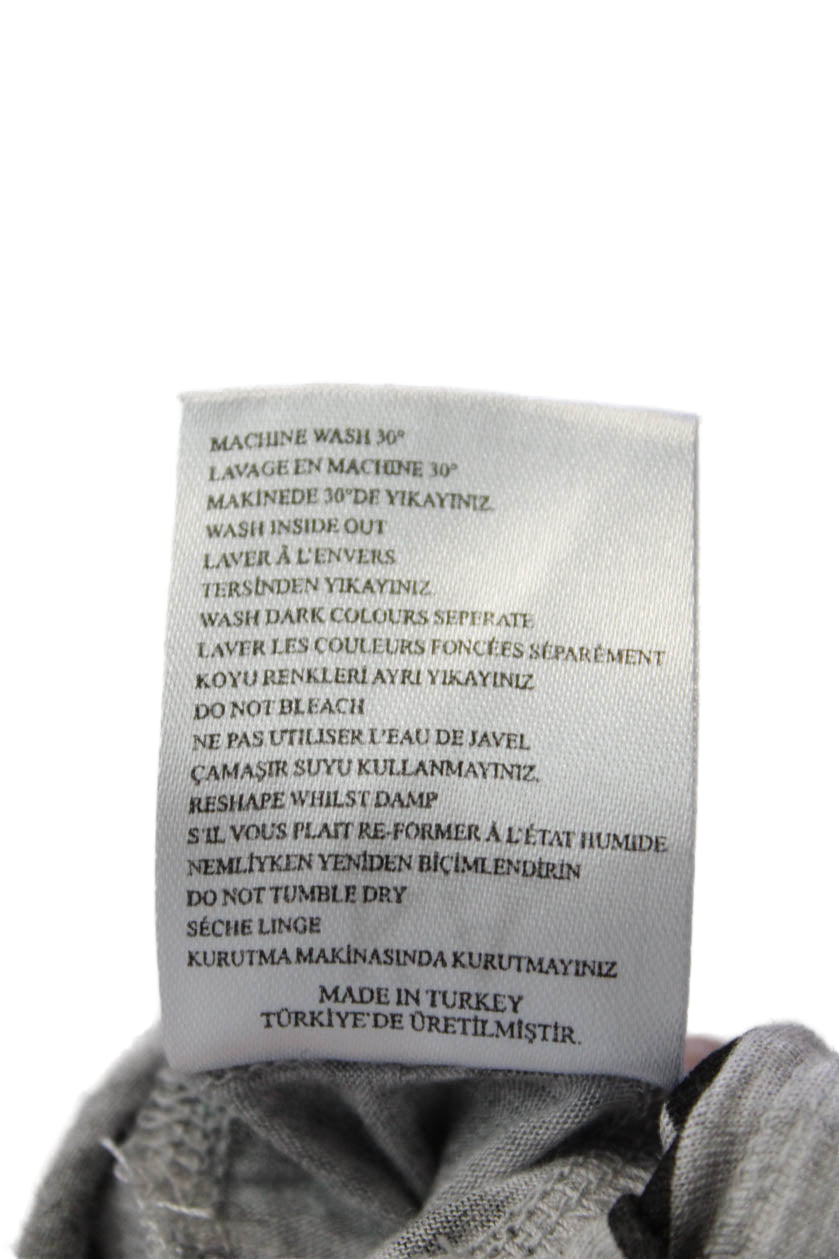 MACHINE WASH 30°
LAVAGE EN MACHINE 30°
MAKİNEDE 30°DE YIKAYINIZ.
WASH INSIDE OUT
LAVER À L'ENVERS
TERSİNDEN YIKAYINIZ.
WASH DARK COLOURS SEPERATE
LAVER LES COULEURS FONCÉES SÉPARÉMENT
KOYU RENKLERİ AYRI YIKAYINIZ
DO NOT BLEACH
NE PAS UTILISER L'EAU DE JAVEL
ÇAMAŞIR SUYU KULLANMAYINIZ.
RESHAPE WHILST DAMP
S'IL VOUS PLAIT RE-FORMER À L'ÉTAT HUMIDE
NEMLİYKEN YENİDEN BİÇİMLENDİRİN
DO NOT TUMBLE DRY
SÉCHE LINGE
KURUTMA MAKİNASINDA KURUTMAYINIZ
MADE IN TURKEY
TÜRKİYE'DE ÜRETİLMİŞTİR.